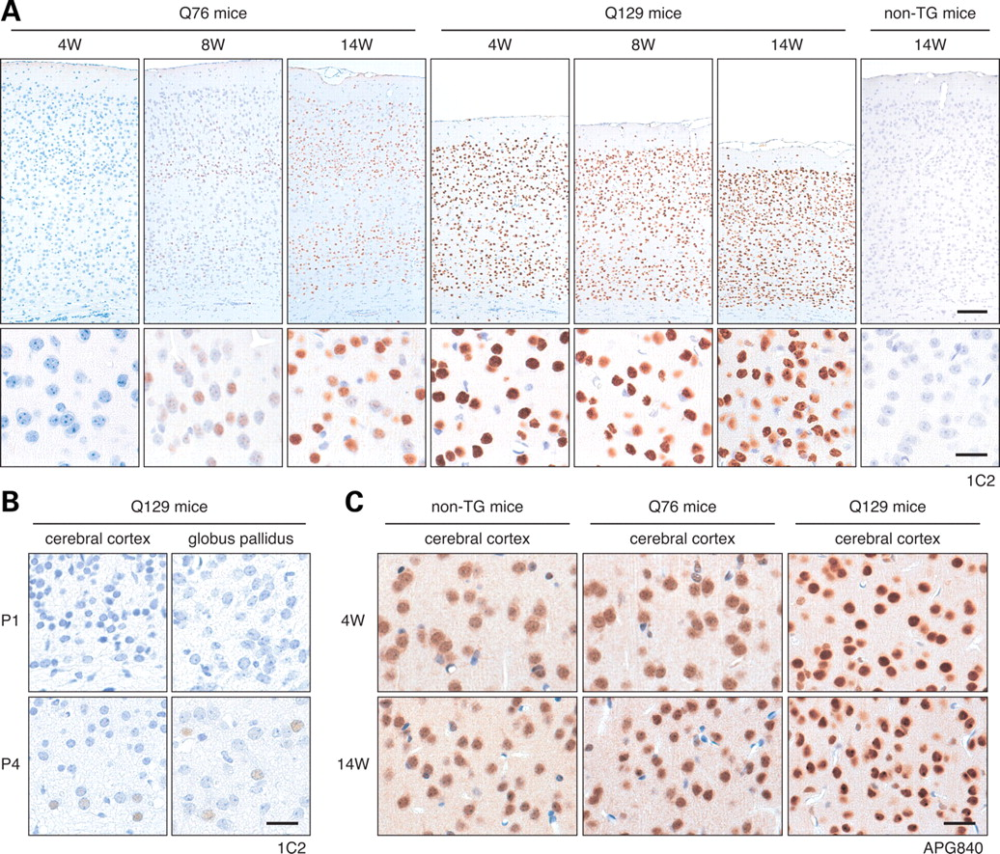 A
Q76 mice Q129 mice non-TG mice
4W 8W 14W 4W 8W 14W 14W
1C2
B
Q129 mice
cerebral cortex globus pallidus
P1
P4
1C2
C
non-TG mice Q76 mice Q129 mice
cerebral cortex cerebral cortex cerebral cortex
4W
14W
APG840